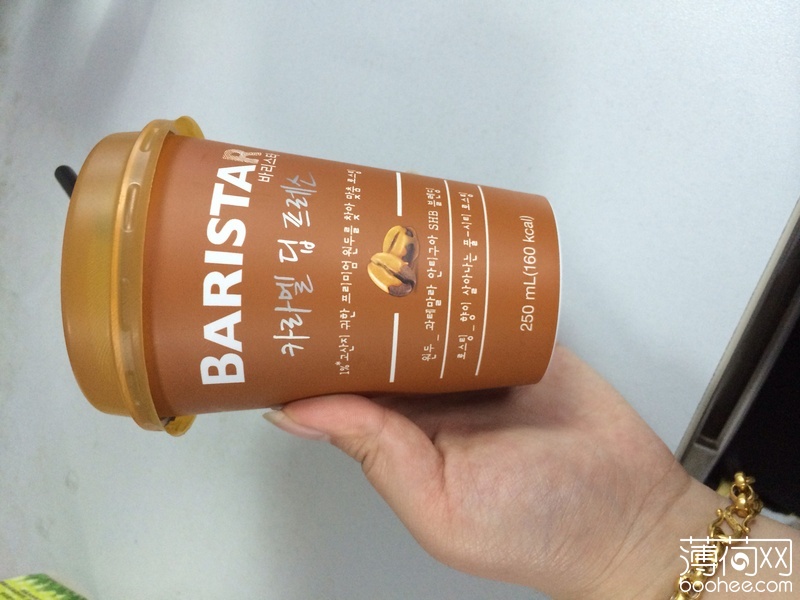 BARISTAR
바리스타
카라멜 딥 프레소
1%* 고산지 귀한 프리미엄 원두를 찾아 맞춤 로스팅
원두 _ 과테말라 안티구아 SHB 블렌딩
로스팅 _ 향이 살아나는 풀-시티 로스팅
250 mL(160 kcal)
薄荷网
boohee.com